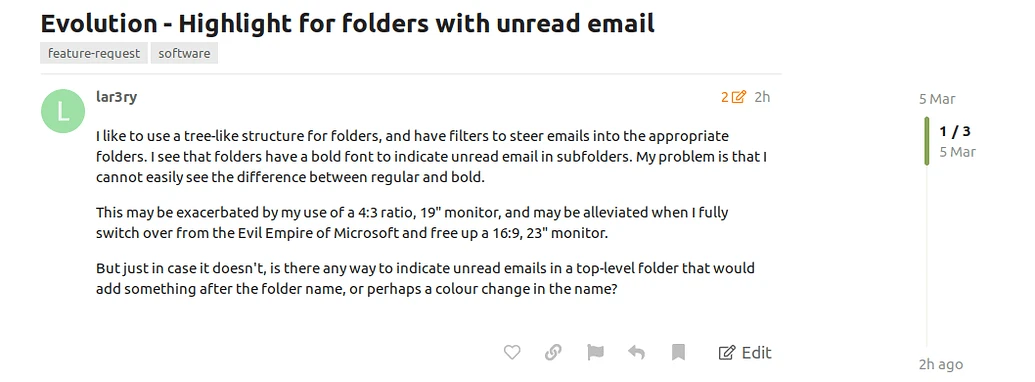 Evolution - Highlight for folders with unread email
feature-request software
L
lar3ry
2 2h
I like to use a tree-like structure for folders, and have filters to steer emails into the appropriate
folders. I see that folders have a bold font to indicate unread email in subfolders. My problem is that I
cannot easily see the difference between regular and bold.
This may be exacerbated by my use of a 4:3 ratio, 19" monitor, and may be alleviated when I fully
switch over from the Evil Empire of Microsoft and free up a 16:9, 23" monitor.
But just in case it doesn't, is there any way to indicate unread emails in a top-level folder that would
add something after the folder name, or perhaps a colour change in the name?
Edit
5 Mar
1 / 3
5 Mar
2h ago